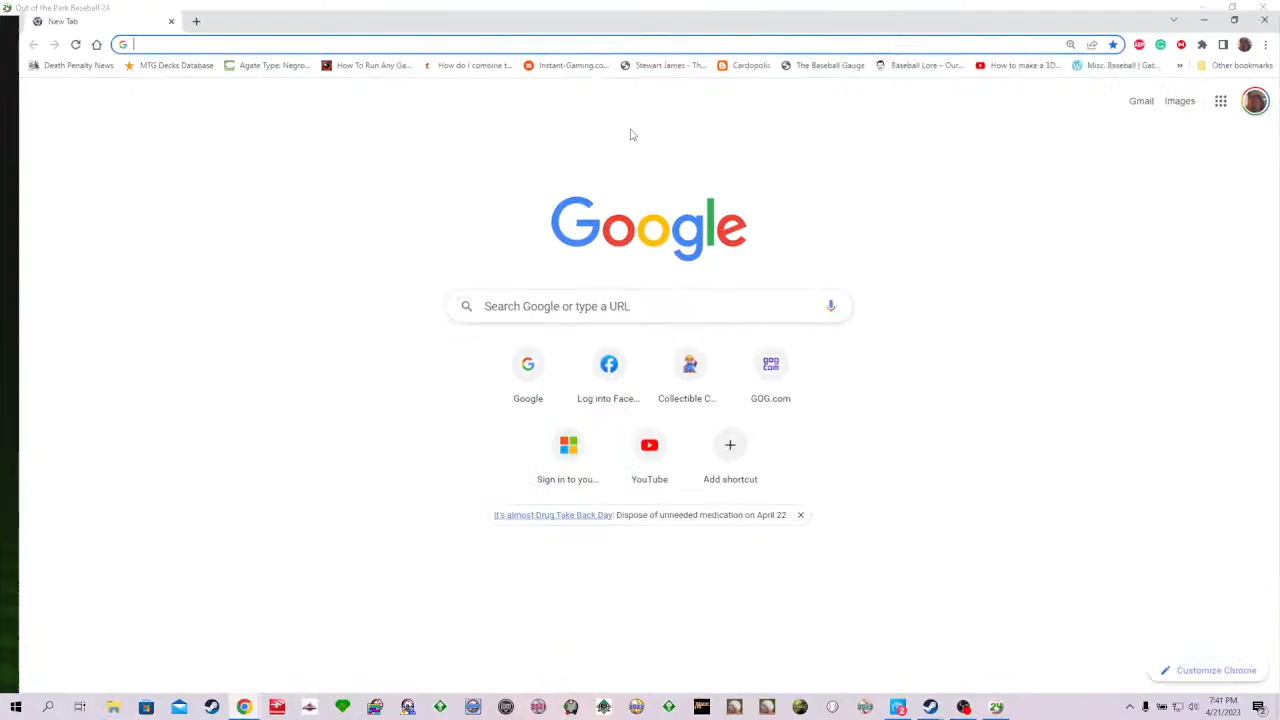 Out of the Park Baseball 24
New Tab
Death Penalty News
MTG Decks Database
Agate Type: Negro...
How To Run Any Ga...
How do I combine t...
Instant-Gaming.co...
Stewart James - Th...
Cardopolis
The Baseball Gauge
Baseball Lore – Our...
How to make a 3D...
Misc. Baseball | Gat...
»
Other bookmarks
Gmail
Images
Google
Search Google or type a URL
Google
Log into Face...
Collectible C...
GOG.com
Sign in to you...
YouTube
Add shortcut
It's almost Drug Take Back Day: Dispose of unneeded medication on April 22
Customize Chrome
7:41 PM
4/21/2023